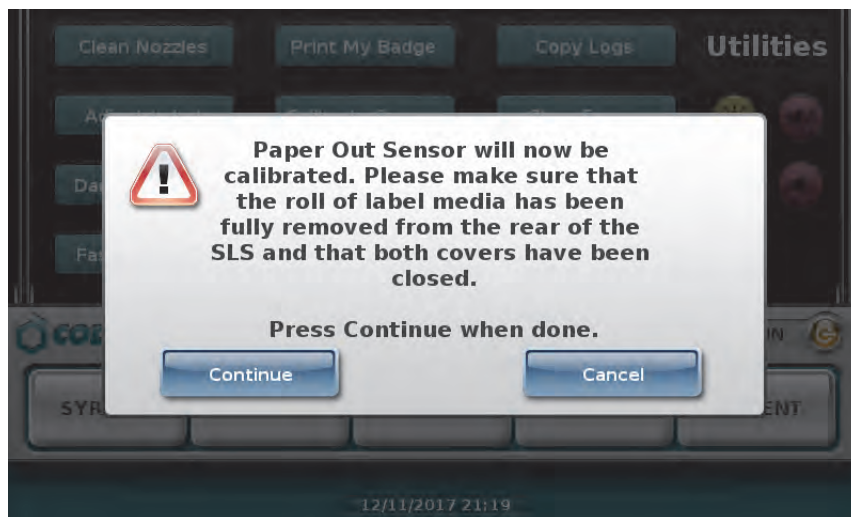 Clean Nozzles Print My Badge Copy Logs Utilities
Paper Out Sensor will now be
calibrated. Please make sure that
the roll of label media has been
fully removed from the rear of the
SLS and that both covers have been
closed.
Press Continue when done.
Continue Cancel
12/11/2017 21:19